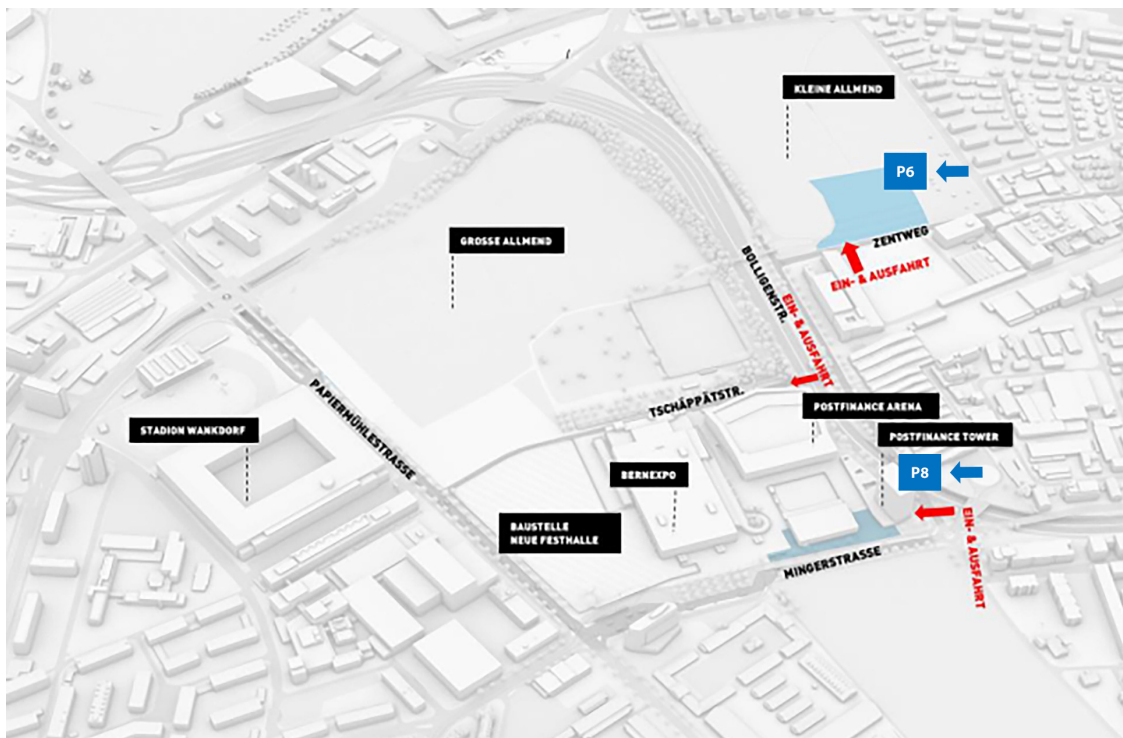 KLEINE ALLMEND
P6
ZENTWEG
EIN- & AUSFAHRT
GROSSE ALLMEND
BOLLIGENSTR.
EIN- & AUSFAHRT
PAPIERMÜHLESTRASSE
TSCHÄPPÄTSTR.
POSTFINANCE ARENA
STADION WANKDORF
POSTFINANCE TOWER
BERNEXPO
P8
BAUSTELLE
NEUE FESTHALLE
EIN- & AUSFAHRT
MINGERSTRASSE